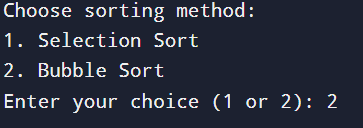 Choose sorting method:
1. Selection Sort
2. Bubble Sort
Enter your choice (1 or 2): 2